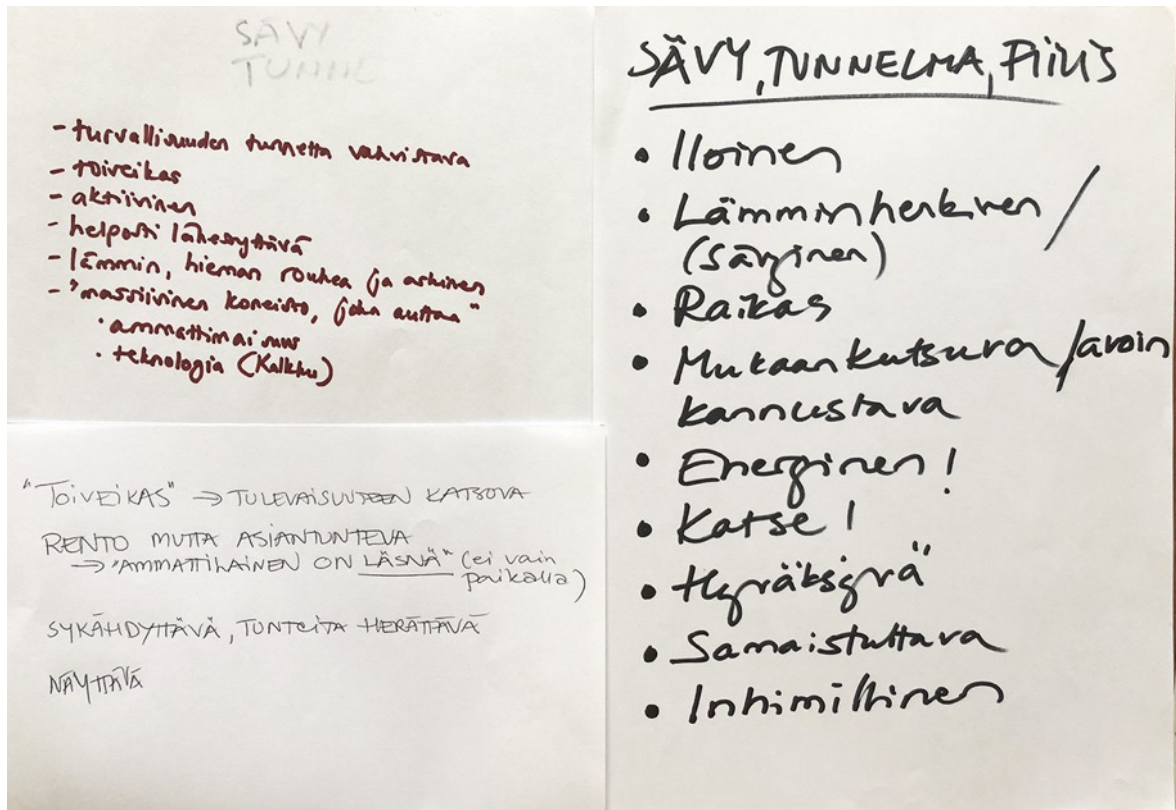 SÄVY
TUNNE
- turvallisuuden tunnetta vahvistava
- toiveikas
- aktiivinen
- helposti lähestyttävä
- lämmin, hieman rouhea ja arkinen
- "massiivinen koneisto, joka auttaa"
• ammattimaisuus
• teknologia (Kalkku)
"TOIVEIKAS" → TULEVAISUUTEEN KATSOVA
RENTO MUTTA ASIANTUNTEVA
→ "AMMATTILAINEN ON LÄSNÄ" (ei vain
paikalla)
SYKÄHDYTTÄVÄ, TUNTEITA HERÄTTÄVÄ
NÄYTTÄVÄ
SÄVY, TUNNELMA, FIILIS
• Iloinen
• Lämminhenkinen /
(sävyinen)
• Raikas
• Mukaankutsuva /avoin
kannustava
• Energinen!
• Katse!
• Hyväksyvä
• Samaistuttava
• Inhimillinen